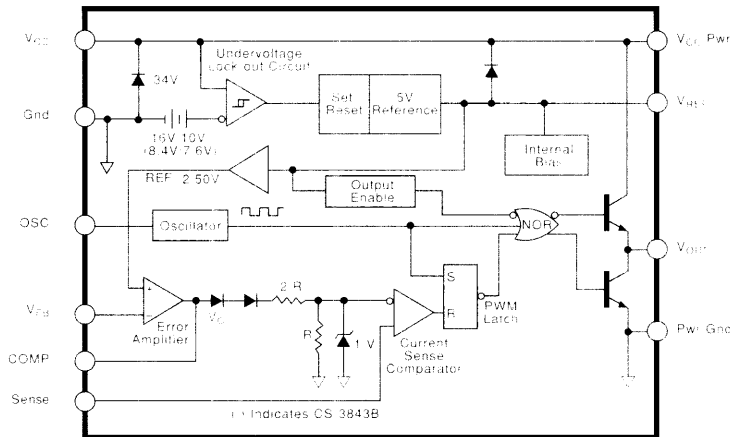 VCC
VCC Pwr
Undervoltage
Lock out Circuit
34V
Set
Reset
5V
Reference
VREF
Gnd
16V 10V
(8.4V 7.6V)
Internal
Bias
REF 2 50V
Output
Enable
OSC
Oscillator
NOR
VOUT
S
R
PWM
Latch
2 R
VFB
+
−
Error
Amplifier
VC
R
1 V
Current
Sense
Comparator
Pwr Gnd
COMP
Sense
( ) Indicates CS 3843B